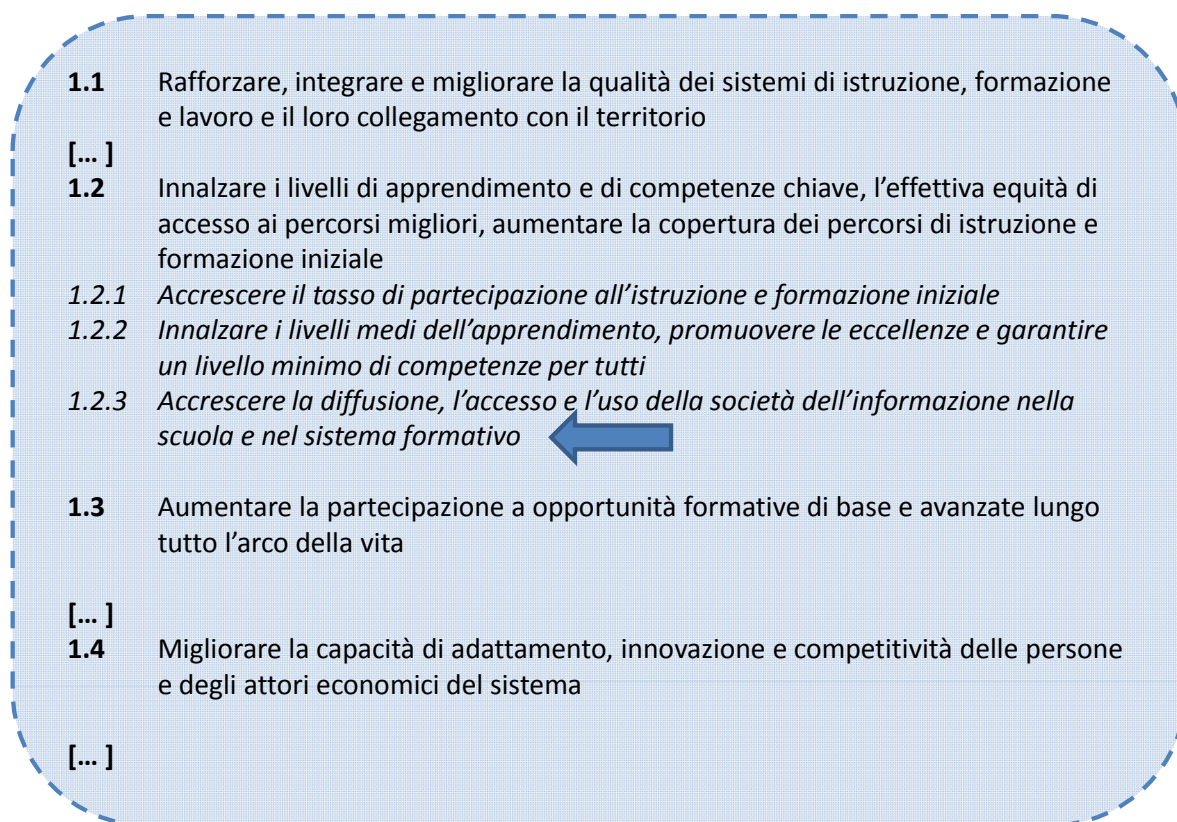 1.1 Rafforzare, integrare e migliorare la qualità dei sistemi di istruzione, formazione
e lavoro e il loro collegamento con il territorio
[… ]
1.2 Innalzare i livelli di apprendimento e di competenze chiave, l’effettiva equità di
accesso ai percorsi migliori, aumentare la copertura dei percorsi di istruzione e
formazione iniziale
1.2.1 Accrescere il tasso di partecipazione all’istruzione e formazione iniziale
1.2.2 Innalzare i livelli medi dell’apprendimento, promuovere le eccellenze e garantire
un livello minimo di competenze per tutti
1.2.3 Accrescere la diffusione, l’accesso e l’uso della società dell’informazione nella
scuola e nel sistema formativo
1.3 Aumentare la partecipazione a opportunità formative di base e avanzate lungo
tutto l’arco della vita
[… ]
1.4 Migliorare la capacità di adattamento, innovazione e competitività delle persone
e degli attori economici del sistema
[… ]